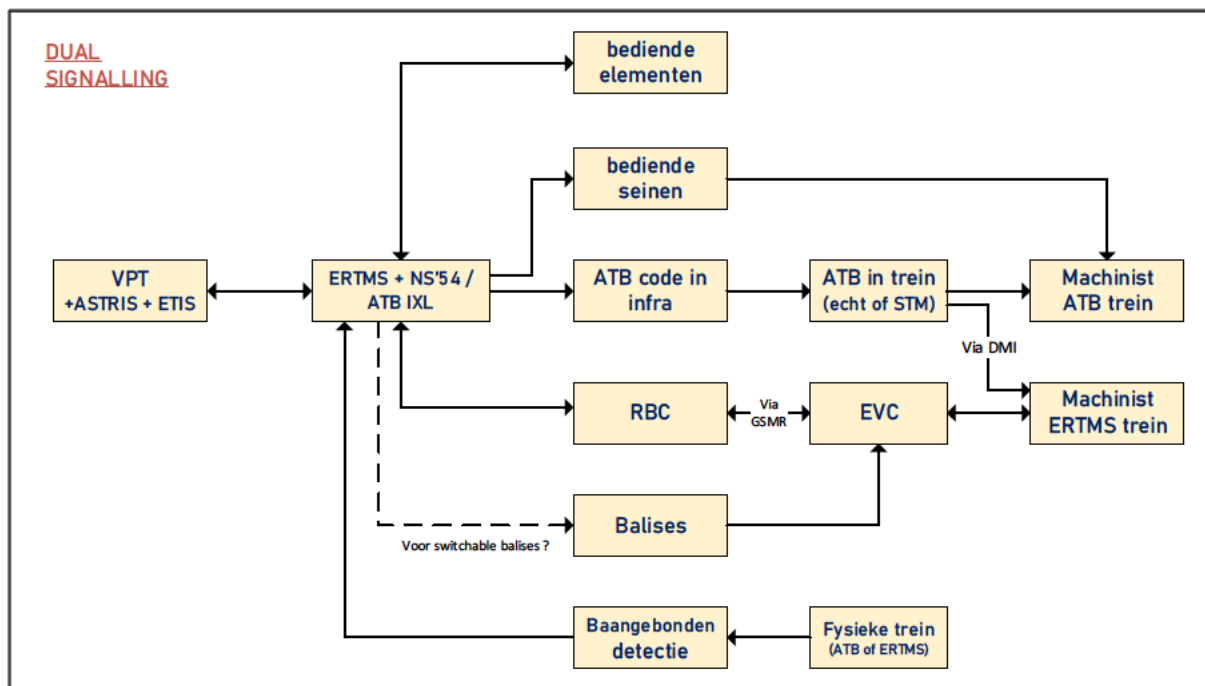 DUAL
SIGNALLING
bediende
elementen
bediende
seinen
VPT
+ASTRIS + ETIS
ERTMS + NS'54 /
ATB IXL
ATB code in
infra
ATB in trein
(echt of STM)
Machinist
ATB trein
Via DMI
RBC
Via
GSMR
EVC
Machinist
ERTMS trein
Balises
Voor switchable balises ?
Baangebonden
detectie
Fysieke trein
(ATB of ERTMS)